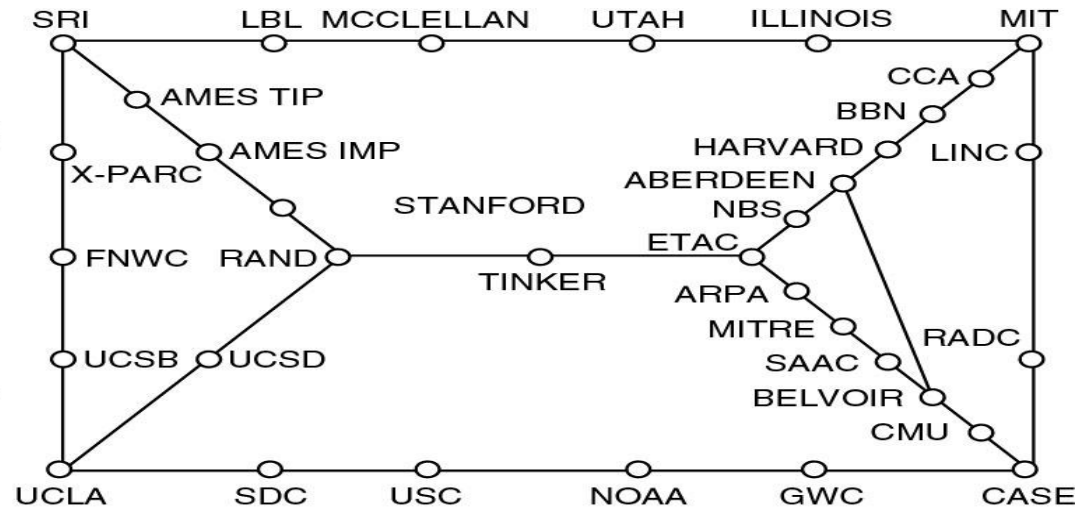 SRI
LBL
MCCLELLAN
UTAH
ILLINOIS
MIT
CCA
AMES TIP
BBN
AMES IMP
HARVARD
LINC
X-PARC
ABERDEEN
STANFORD
NBS
ETAC
FNWC
RAND
TINKER
ARPA
MITRE
RADC
UCSB
UCSD
SAAC
BELVOIR
CMU
UCLA
SDC
USC
NOAA
GWC
CASE